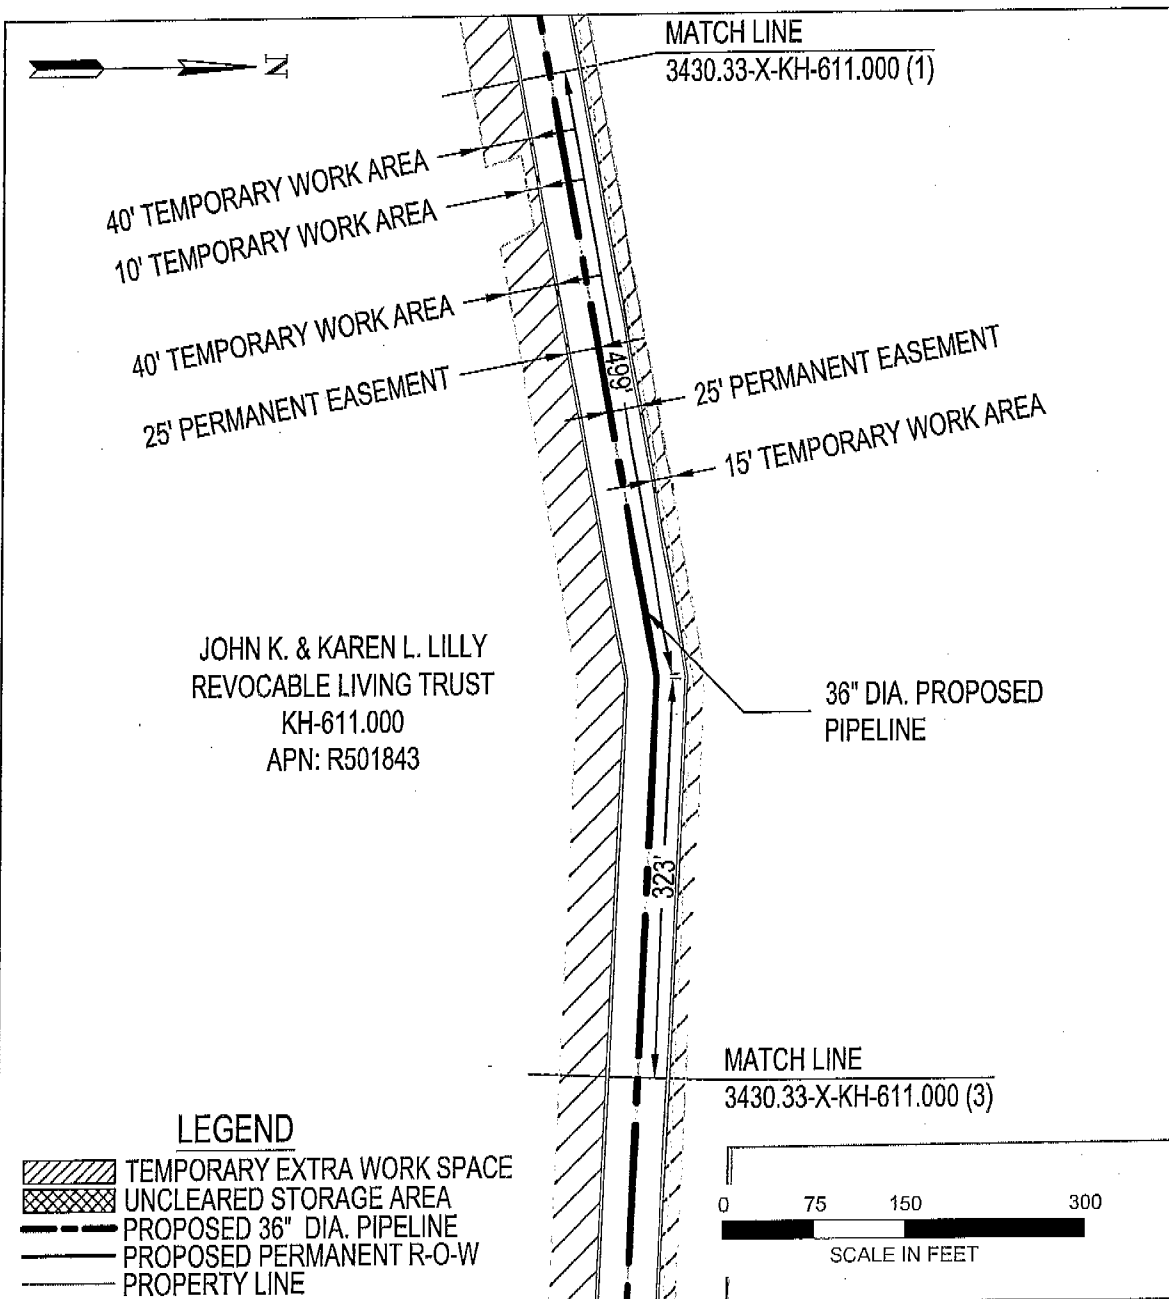 MATCH LINE
3430.33-X-KH-611.000 (1)
N
40' TEMPORARY WORK AREA
10' TEMPORARY WORK AREA
40' TEMPORARY WORK AREA
25' PERMANENT EASEMENT
499'
25' PERMANENT EASEMENT
15' TEMPORARY WORK AREA
JOHN K. & KAREN L. LILLY
REVOCABLE LIVING TRUST
KH-611.000
APN: R501843
36" DIA. PROPOSED
PIPELINE
323'
MATCH LINE
3430.33-X-KH-611.000 (3)
LEGEND
TEMPORARY EXTRA WORK SPACE
UNCLEARED STORAGE AREA
PROPOSED 36" DIA. PIPELINE
PROPOSED PERMANENT R-O-W
PROPERTY LINE
0 75 150 300
SCALE IN FEET